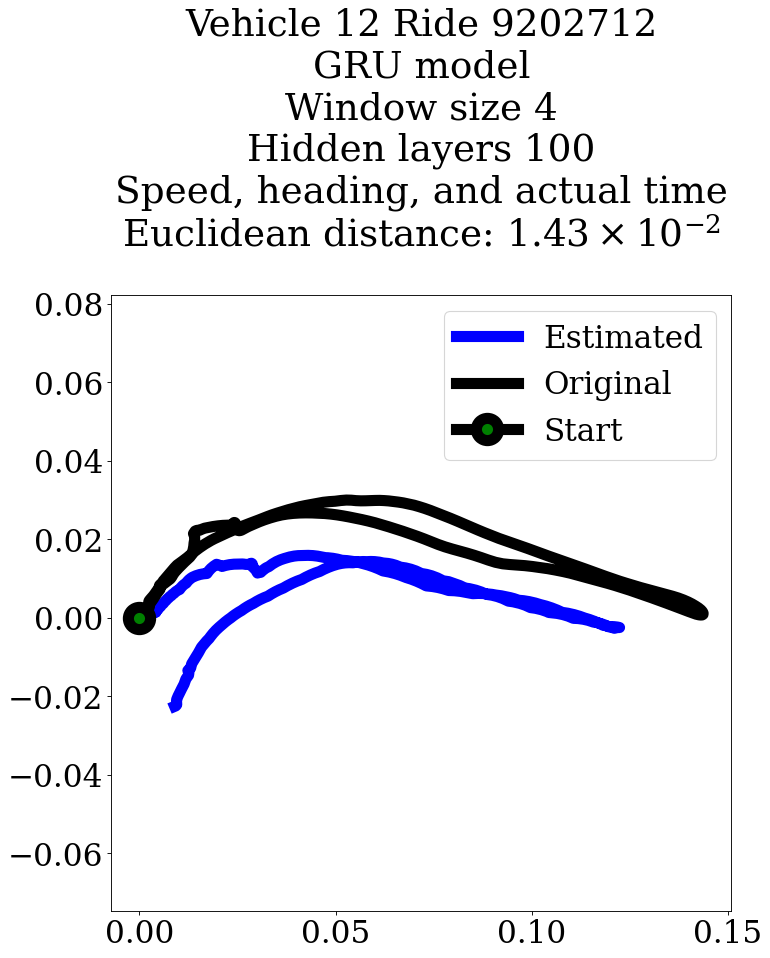 Vehicle 12 Ride 9202712
GRU model
Window size 4
Hidden layers 100
Speed, heading, and actual time
Euclidean distance: 1.43 × 10⁻²
0.08
0.06
0.04
0.02
0.00
−0.02
−0.04
−0.06
Estimated
Original
Start
0.00 0.05 0.10 0.15